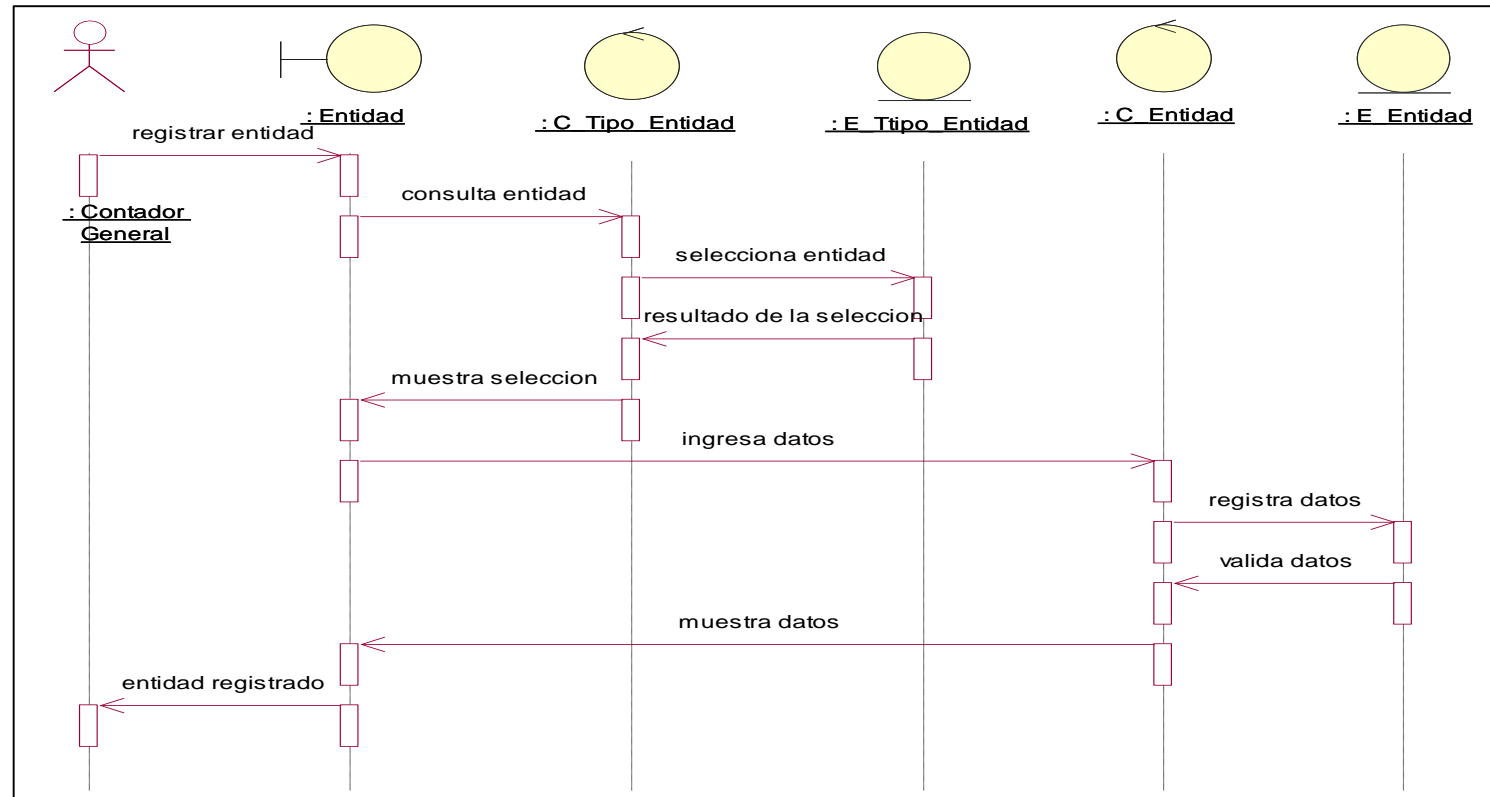 : Entidad
: C_Tipo_Entidad
: E_Ttipo_Entidad
: C_Entidad
: E_Entidad
registrar entidad
: Contador
General
consulta entidad
selecciona entidad
resultado de la seleccion
muestra seleccion
ingresa datos
registra datos
valida datos
muestra datos
entidad registrado